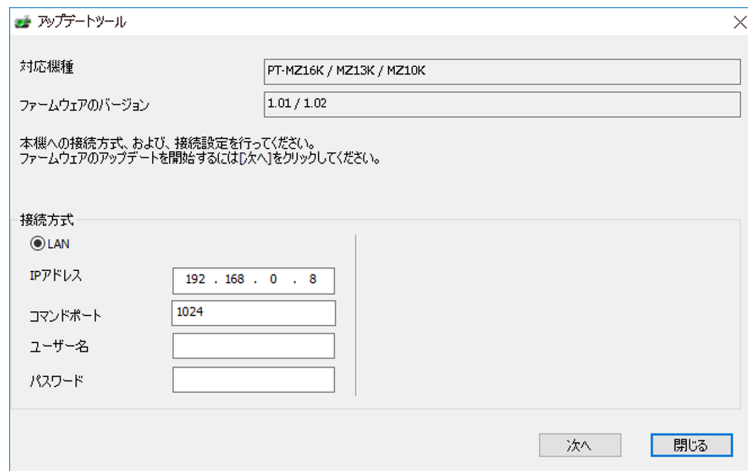 アップデートツール
対応機種
PT-MZ16K / MZ13K / MZ10K
ファームウェアのバージョン
1.01 / 1.02
本機への接続方式、および、接続設定を行ってください。
ファームウェアのアップデートを開始するには[次へ]をクリックしてください。
接続方式
LAN
IPアドレス
192 . 168 . 0 . 8
コマンドポート
1024
ユーザー名
パスワード
次へ
閉じる